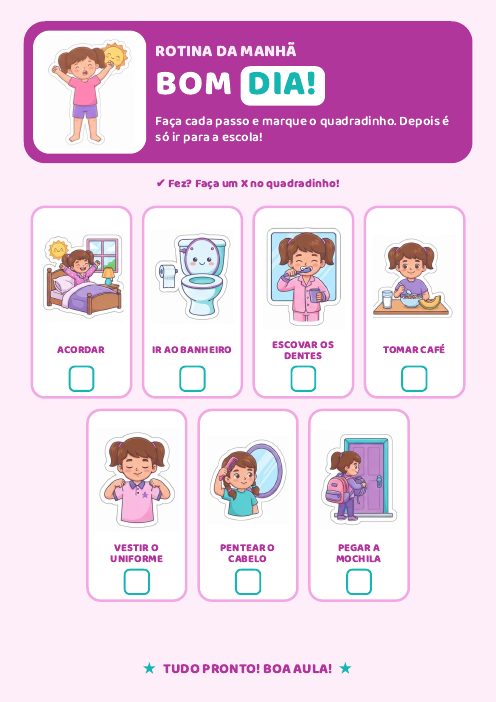 ROTINA DA MANHÃ
BOM DIA!
Faça cada passo e marque o quadradinho. Depois é
só ir para a escola!
✔ Fez? Faça um X no quadradinho!
ACORDAR
IR AO BANHEIRO
ESCOVAR OS
DENTES
TOMAR CAFÉ
VESTIR O
UNIFORME
PENTEAR O
CABELO
PEGAR A
MOCHILA
★ TUDO PRONTO! BOA AULA! ★